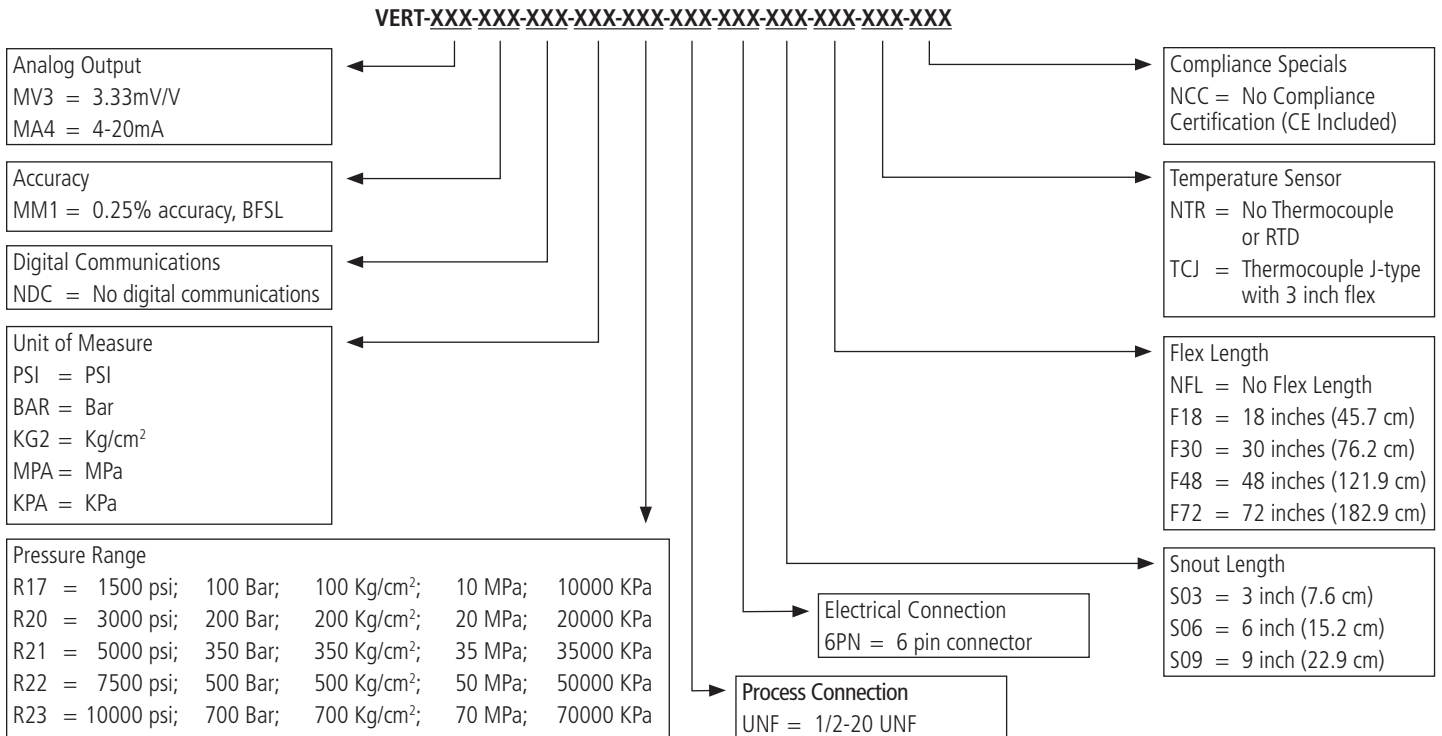 VERT-XXX-XXX-XXX-XXX-XXX-XXX-XXX-XXX-XXX-XXX-XXX
Analog Output
MV3 = 3.33mV/V
MA4 = 4-20mA
Accuracy
MM1 = 0.25% accuracy, BFSL
Digital Communications
NDC = No digital communications
Unit of Measure
PSI = PSI
BAR = Bar
KG2 = Kg/cm²
MPA = MPa
KPA = KPa
Pressure Range
R17 = 1500 psi; 100 Bar; 100 Kg/cm²; 10 MPa; 10000 KPa
R20 = 3000 psi; 200 Bar; 200 Kg/cm²; 20 MPa; 20000 KPa
R21 = 5000 psi; 350 Bar; 350 Kg/cm²; 35 MPa; 35000 KPa
R22 = 7500 psi; 500 Bar; 500 Kg/cm²; 50 MPa; 50000 KPa
R23 = 10000 psi; 700 Bar; 700 Kg/cm²; 70 MPa; 70000 KPa
Process Connection
UNF = 1/2-20 UNF
Electrical Connection
6PN = 6 pin connector
Snout Length
S03 = 3 inch (7.6 cm)
S06 = 6 inch (15.2 cm)
S09 = 9 inch (22.9 cm)
Flex Length
NFL = No Flex Length
F18 = 18 inches (45.7 cm)
F30 = 30 inches (76.2 cm)
F48 = 48 inches (121.9 cm)
F72 = 72 inches (182.9 cm)
Temperature Sensor
NTR = No Thermocouple
or RTD
TCJ = Thermocouple J-type
with 3 inch flex
Compliance Specials
NCC = No Compliance
Certification (CE Included)